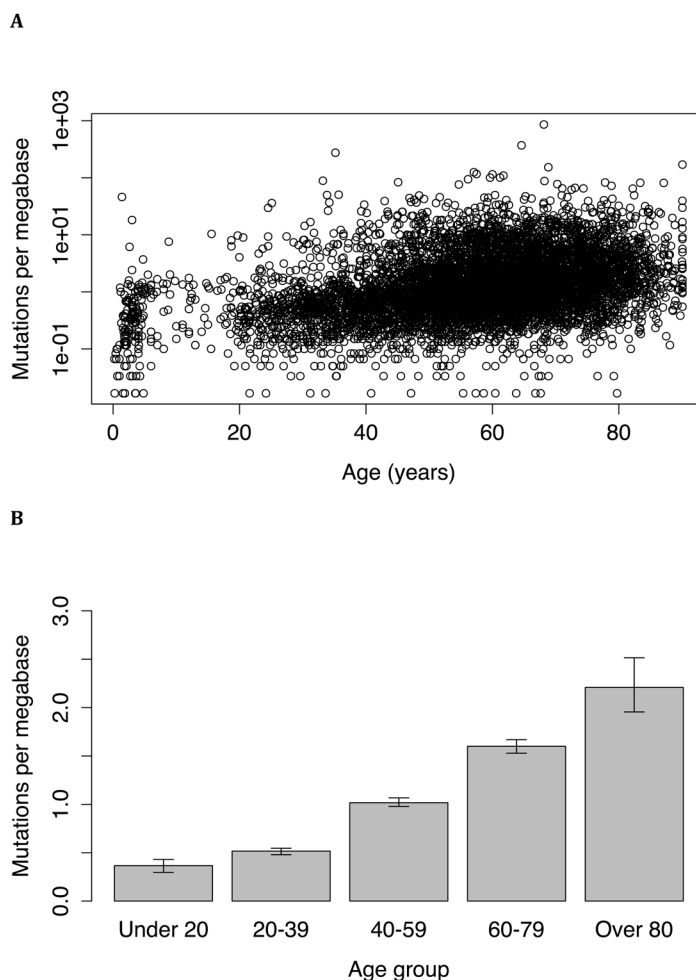 A
Mutations per megabase
1e+03
1e+01
1e-01
0
20
40
60
80
Age (years)
B
Mutations per megabase
3.0
2.0
1.0
0.0
Under 20
20-39
40-59
60-79
Over 80
Age group